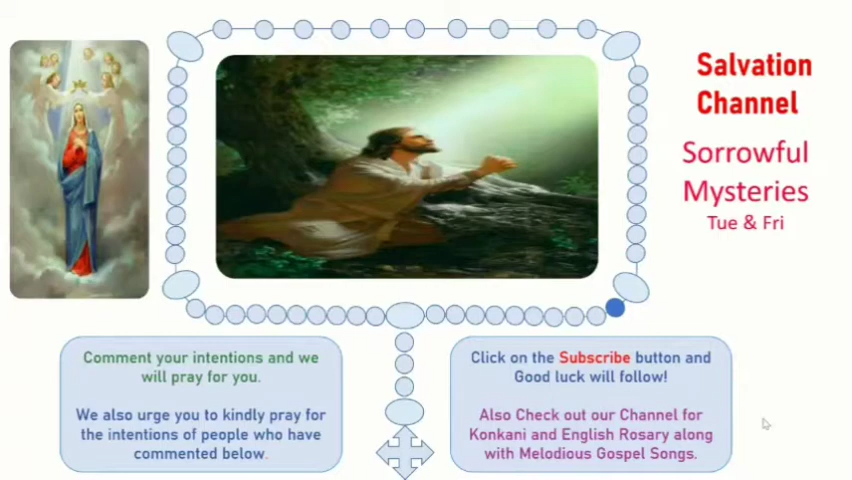 Salvation
Channel
Sorrowful
Mysteries
Tue & Fri
Comment your intentions and we
will pray for you.
We also urge you to kindly pray for
the intentions of people who have
commented below.
Click on the Subscribe button and
Good luck will follow!
Also Check out our Channel for
Konkani and English Rosary along
with Melodious Gospel Songs.